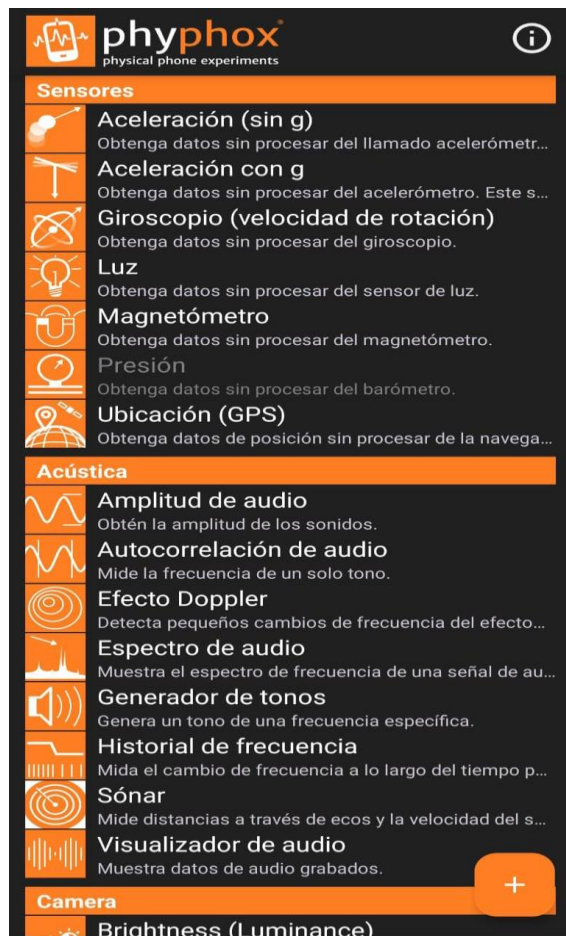 phyphox
physical phone experiments
Sensores
Aceleración (sin g)
Obtenga datos sin procesar del llamado acelerómetr...
Aceleración con g
Obtenga datos sin procesar del acelerómetro. Este s...
Giroscopio (velocidad de rotación)
Obtenga datos sin procesar del giroscopio.
Luz
Obtenga datos sin procesar del sensor de luz.
Magnetómetro
Obtenga datos sin procesar del magnetómetro.
Presión
Obtenga datos sin procesar del barómetro.
Ubicación (GPS)
Obtenga datos de posición sin procesar de la navega...
Acústica
Amplitud de audio
Obtén la amplitud de los sonidos.
Autocorrelación de audio
Mide la frecuencia de un solo tono.
Efecto Doppler
Detecta pequeños cambios de frecuencia del efecto...
Espectro de audio
Muestra el espectro de frecuencia de una señal de au...
Generador de tonos
Genera un tono de una frecuencia específica.
Historial de frecuencia
Mida el cambio de frecuencia a lo largo del tiempo p...
Sónar
Mide distancias a través de ecos y la velocidad del s...
Visualizador de audio
Muestra datos de audio grabados.
+
Camera
Brightness (Luminance)